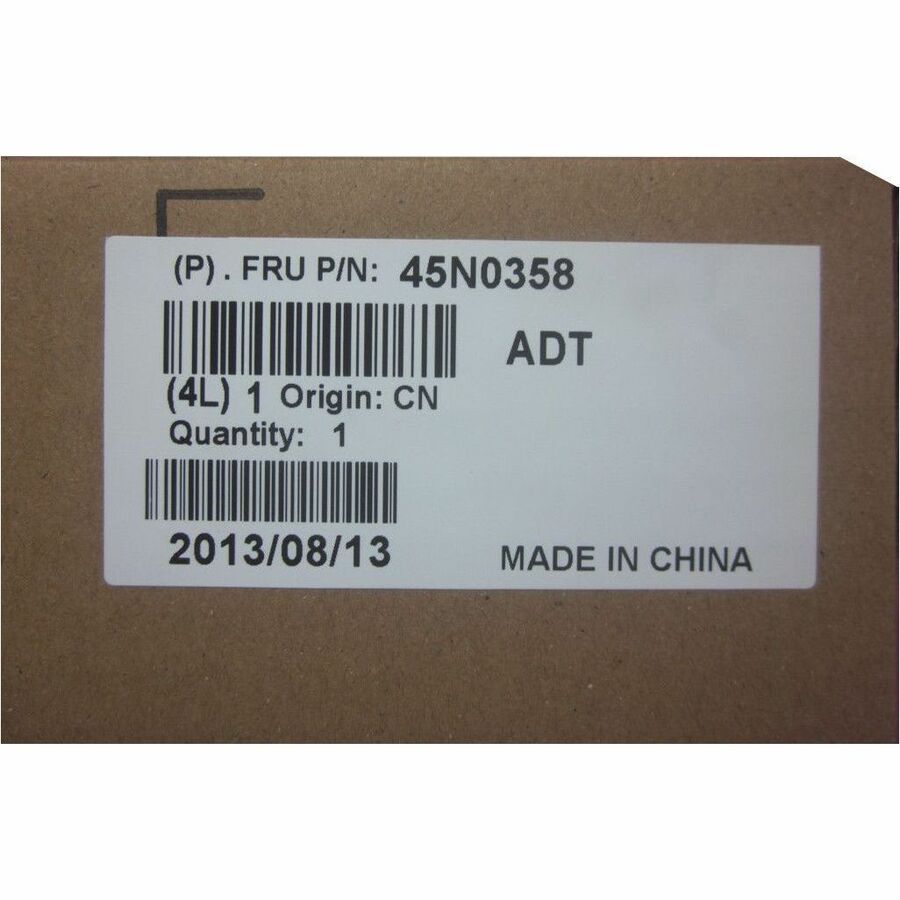 (P) . FRU P/N: 45N0358
ADT
(4L) 1 Origin: CN
Quantity: 1
2013/08/13
MADE IN CHINA